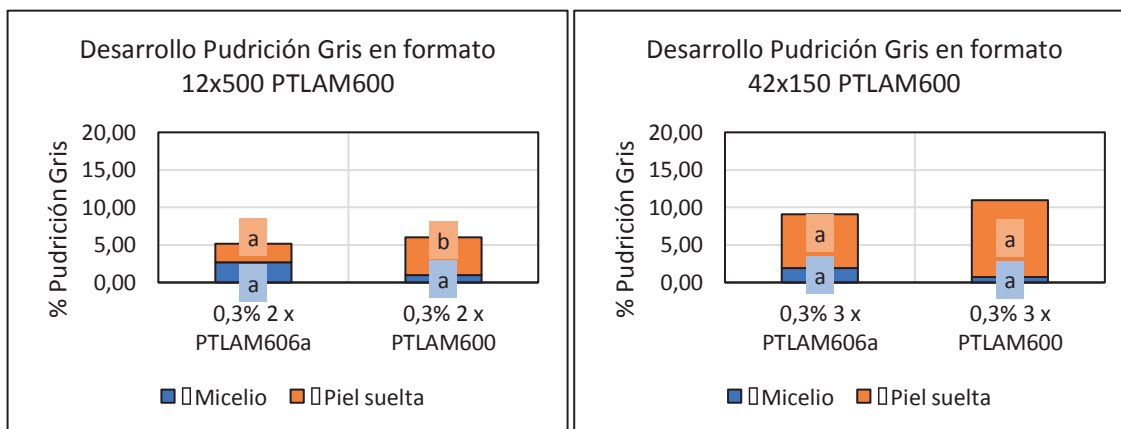 Desarrollo Pudrición Gris en formato
12x500 PTLAM600
% Pudrición Gris
20,00
15,00
10,00
5,00
0,00
a
b
a
a
0,3% 2 x
PTLAM606a
0,3% 2 x
PTLAM600
Micelio
Piel suelta
Desarrollo Pudrición Gris en formato
42x150 PTLAM600
% Pudrición Gris
20,00
15,00
10,00
5,00
0,00
a
a
a
a
0,3% 3 x
PTLAM606a
0,3% 3 x
PTLAM600
Micelio
Piel suelta